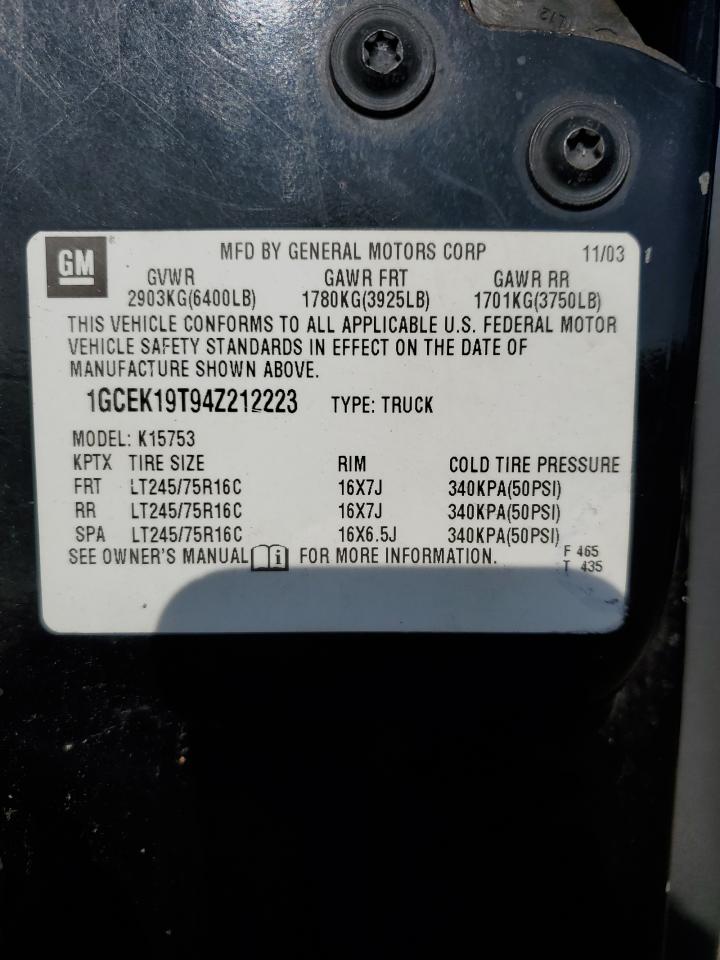 GM ® MFD BY GENERAL MOTORS CORP 11/03 1
GVWR GAWR FRT GAWR RR
2903KG(6400LB) 1780KG(3925LB) 1701KG(3750LB)
THIS VEHICLE CONFORMS TO ALL APPLICABLE U.S. FEDERAL MOTOR
VEHICLE SAFETY STANDARDS IN EFFECT ON THE DATE OF
MANUFACTURE SHOWN ABOVE.
1GCEK19T94Z212223 TYPE: TRUCK
MODEL: K15753
KPTX TIRE SIZE RIM COLD TIRE PRESSURE
FRT LT245/75R16C 16X7J 340KPA(50PSI)
RR LT245/75R16C 16X7J 340KPA(50PSI)
SPA LT245/75R16C 16X6.5J 340KPA(50PSI)
SEE OWNER'S MANUAL i FOR MORE INFORMATION. F 465
T 435